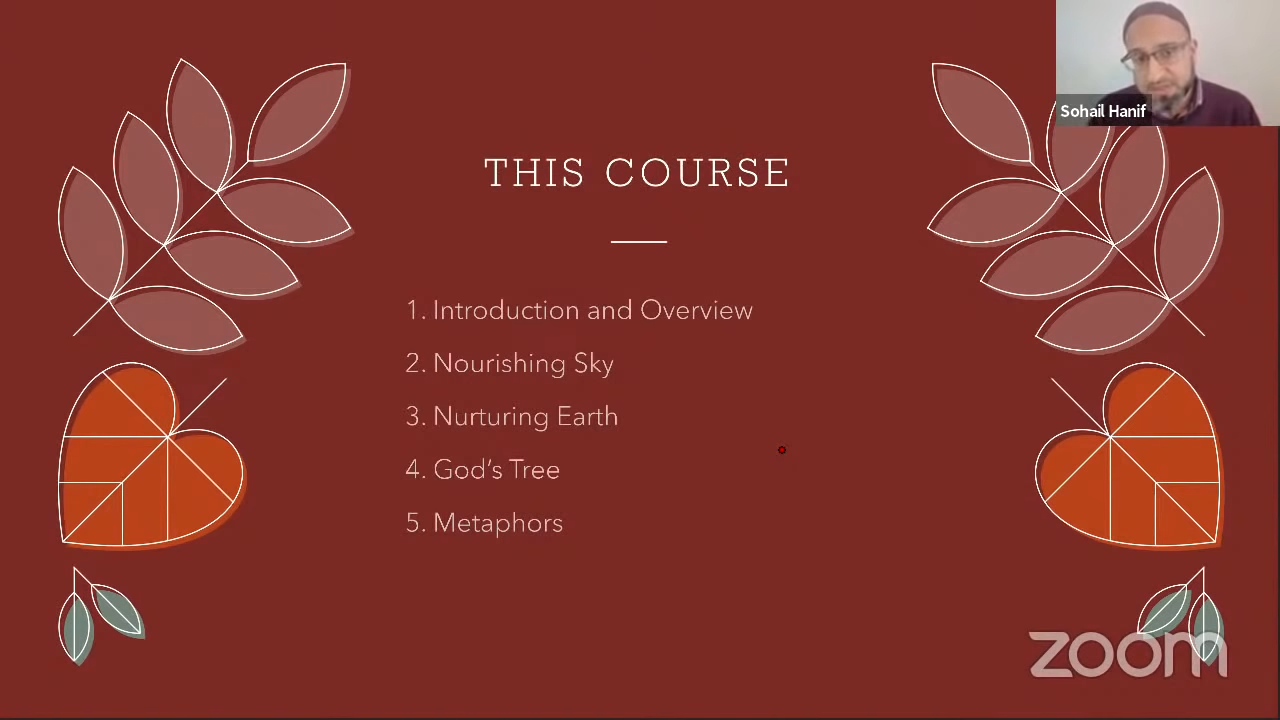 Sohail Hanif
THIS COURSE
1. Introduction and Overview
2. Nourishing Sky
3. Nurturing Earth
4. God’s Tree
5. Metaphors
zoom